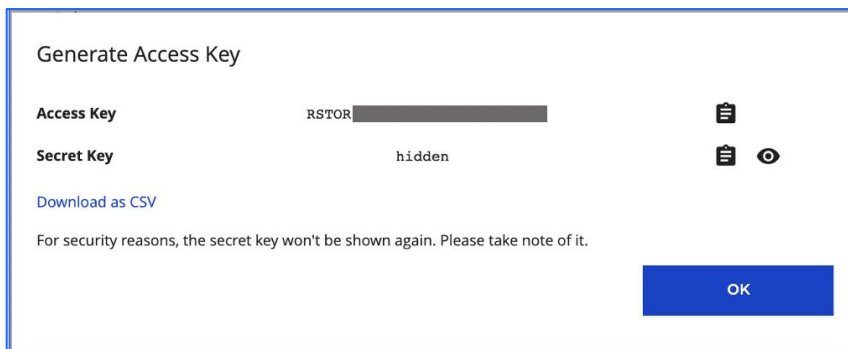 Generate Access Key
Access Key RSTOR
Secret Key hidden
Download as CSV
For security reasons, the secret key won't be shown again. Please take note of it.
OK